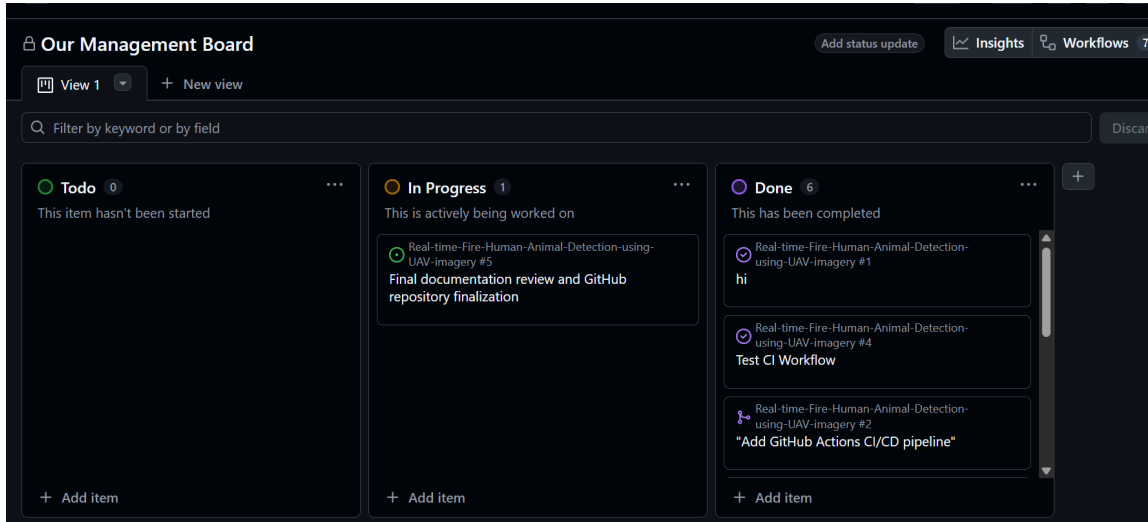 Our Management Board
Add status update
Insights
Workflows 7
View 1
New view
Filter by keyword or by field
Todo 0
This item hasn't been started
Add item
In Progress 1
This is actively being worked on
Real-time-Fire-Human-Animal-Detection-using-
UAV-imagery #5
Final documentation review and GitHub
repository finalization
Add item
Done 6
This has been completed
Real-time-Fire-Human-Animal-Detection-
using-UAV-imagery #1
hi
Real-time-Fire-Human-Animal-Detection-
using-UAV-imagery #4
Test CI Workflow
Real-time-Fire-Human-Animal-Detection-
using-UAV-imagery #2
"Add GitHub Actions CI/CD pipeline"
Add item